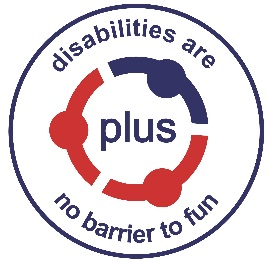 disabilities are
plus
no barrier to fun